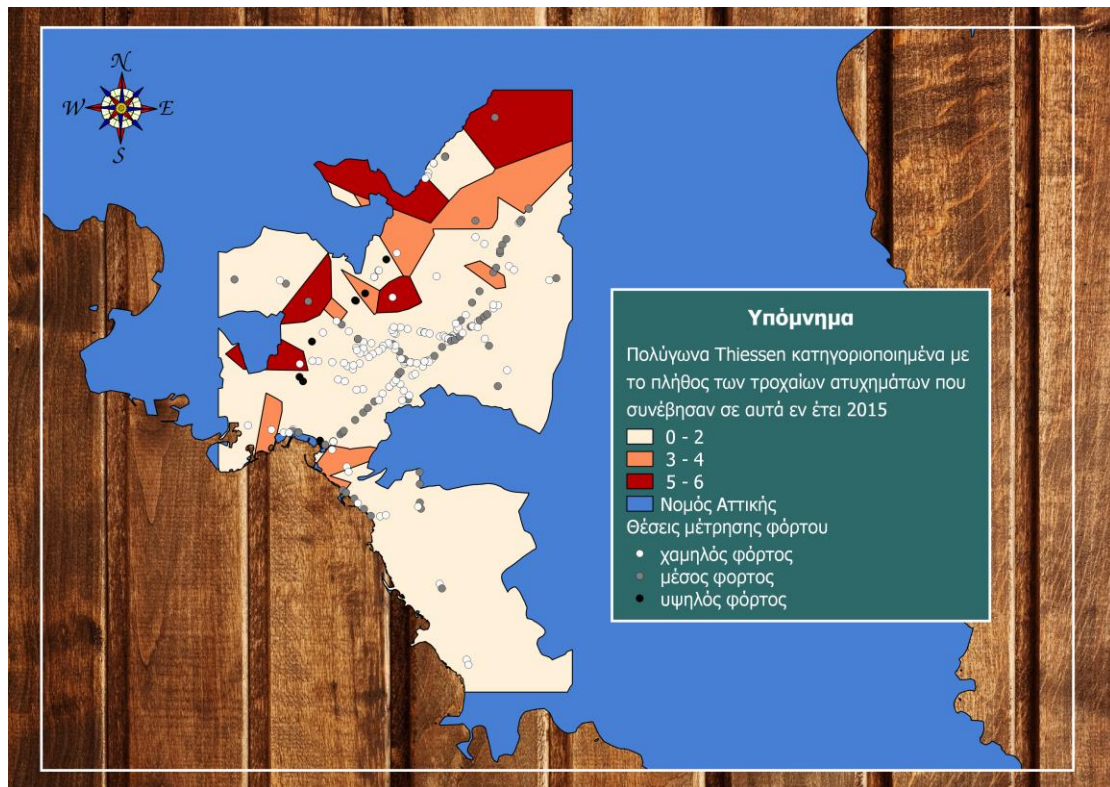 N
W E
S
Υπόμνημα
Πολύγωνα Thiessen κατηγοριοποιημένα με
το πλήθος των τροχαίων ατυχημάτων που
συνέβησαν σε αυτά εν έτει 2015
0 - 2
3 - 4
5 - 6
Νομός Αττικής
Θέσεις μέτρησης φόρτου
χαμηλός φόρτος
μέσος φορτος
υψηλός φόρτος